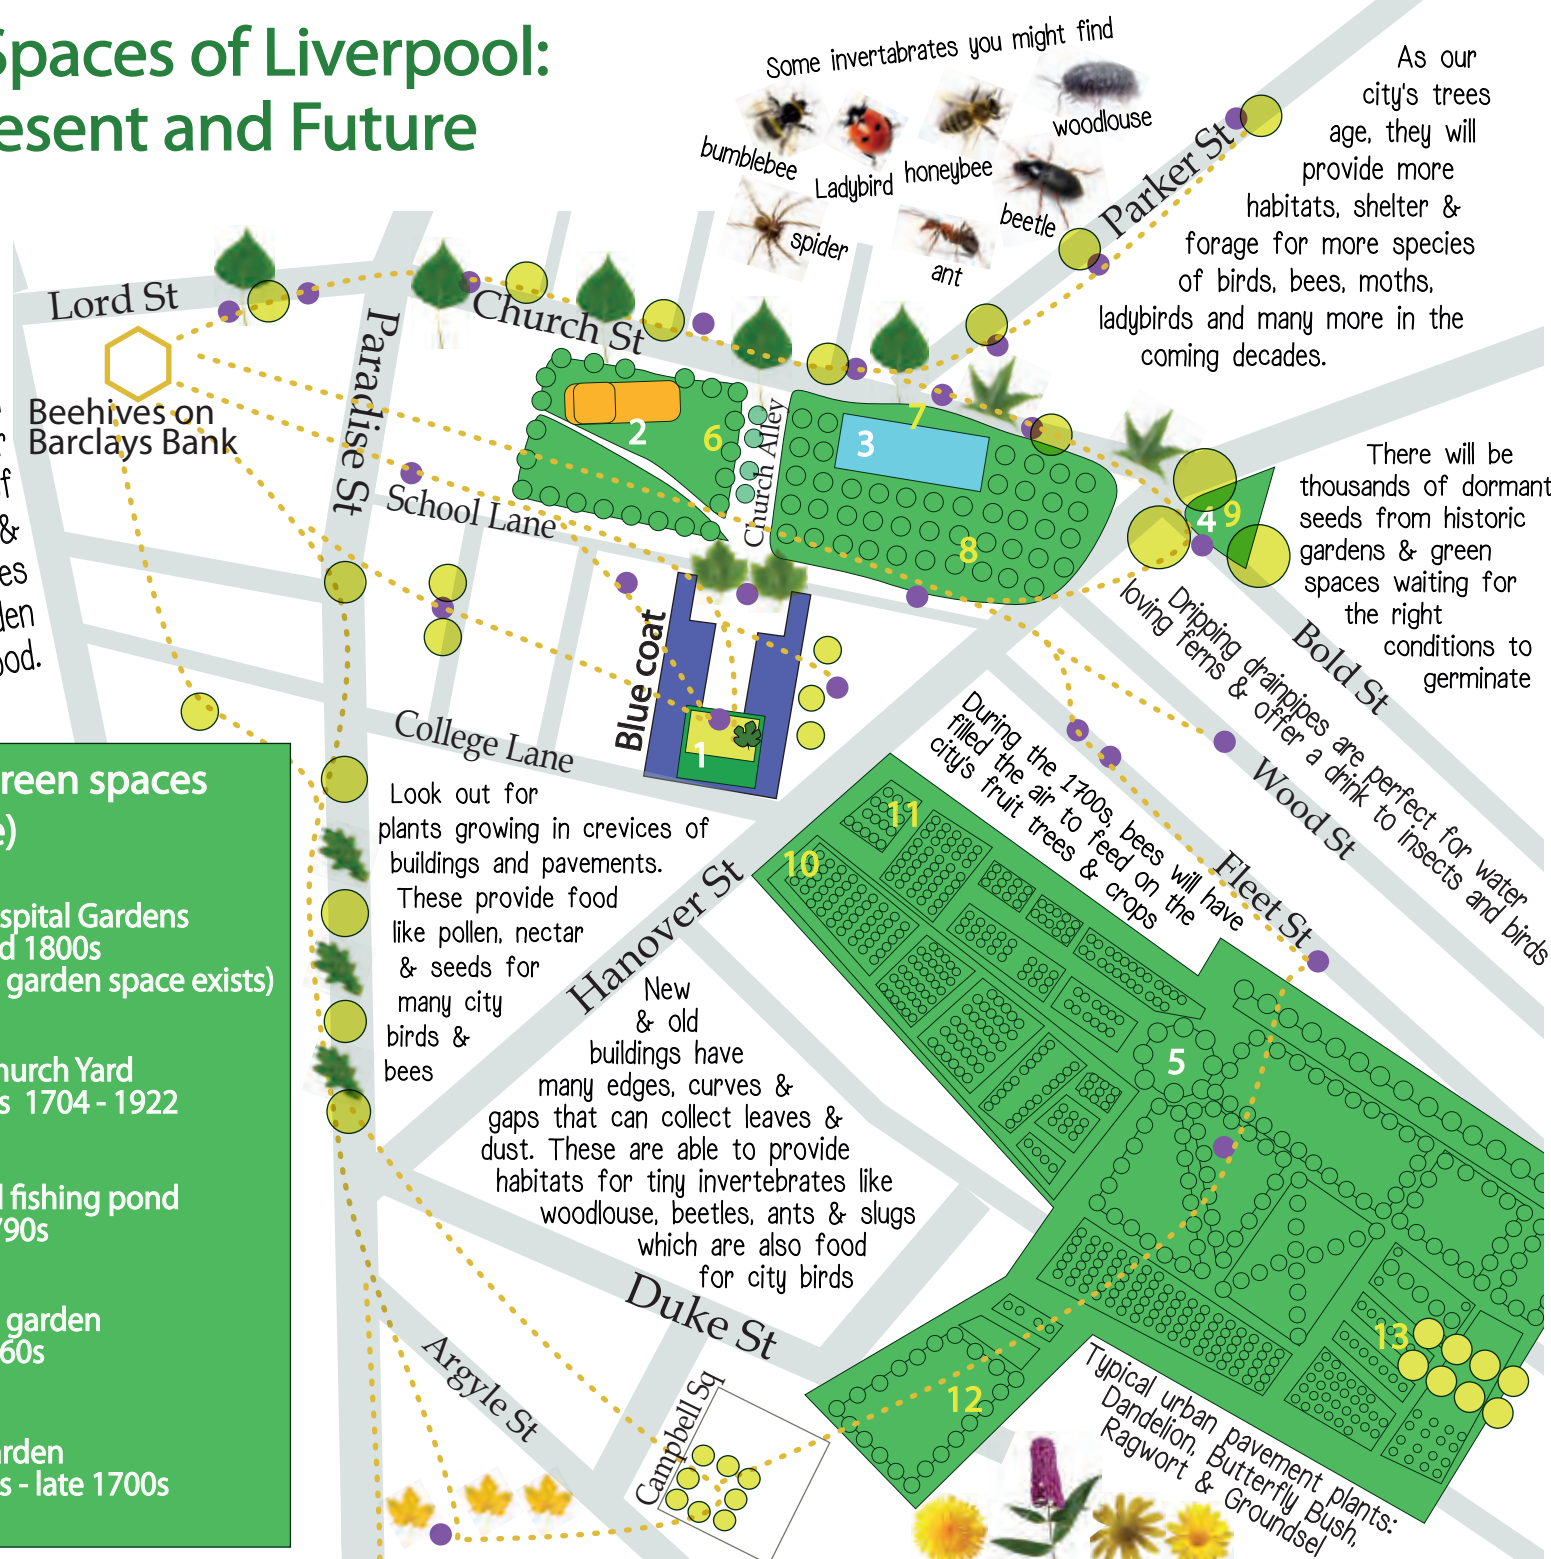 Spaces of Liverpool:
esent and Future
Some invertabrates you might find
bumblebee
Ladybird
honeybee
woodlouse
spider
ant
beetle
As our
city's trees
age, they will
provide more
habitats, shelter &
forage for more species
of birds, bees, moths,
ladybirds and many more in the
coming decades.
Parker St
Lord St
Church St
Paradise St
Beehives on
Barclays Bank
School Lane
Church Alley
2
6
3
7
8
4
9
There will be
thousands of dormant
seeds from historic
gardens & green
spaces waiting for
the right
conditions to
germinate
Bold St
Dripping drainpipes are perfect for water
loving ferns & offer a drink to insects and birds
Wood St
Fleet St
During the 1700s, bees will have
filled the air to feed on the
city's fruit trees & crops
f
&
es
den
ood.
Blue coat
1
College Lane
Hanover St
Look out for
plants growing in crevices of
buildings and pavements.
These provide food
like pollen, nectar
& seeds for
many city
birds &
bees
New
& old
buildings have
many edges, curves &
gaps that can collect leaves &
dust. These are able to provide
habitats for tiny invertebrates like
woodlouse, beetles, ants & slugs
which are also food
for city birds
Duke St
Argyle St
Campbell Sq
10
11
5
12
13
Typical urban pavement plants:
Dandelion, Butterfly Bush,
Ragwort & Groundsel
reen spaces
e)
spital Gardens
d 1800s
garden space exists)
hurch Yard
s 1704 - 1922
l fishing pond
790s
garden
60s
arden
s - late 1700s